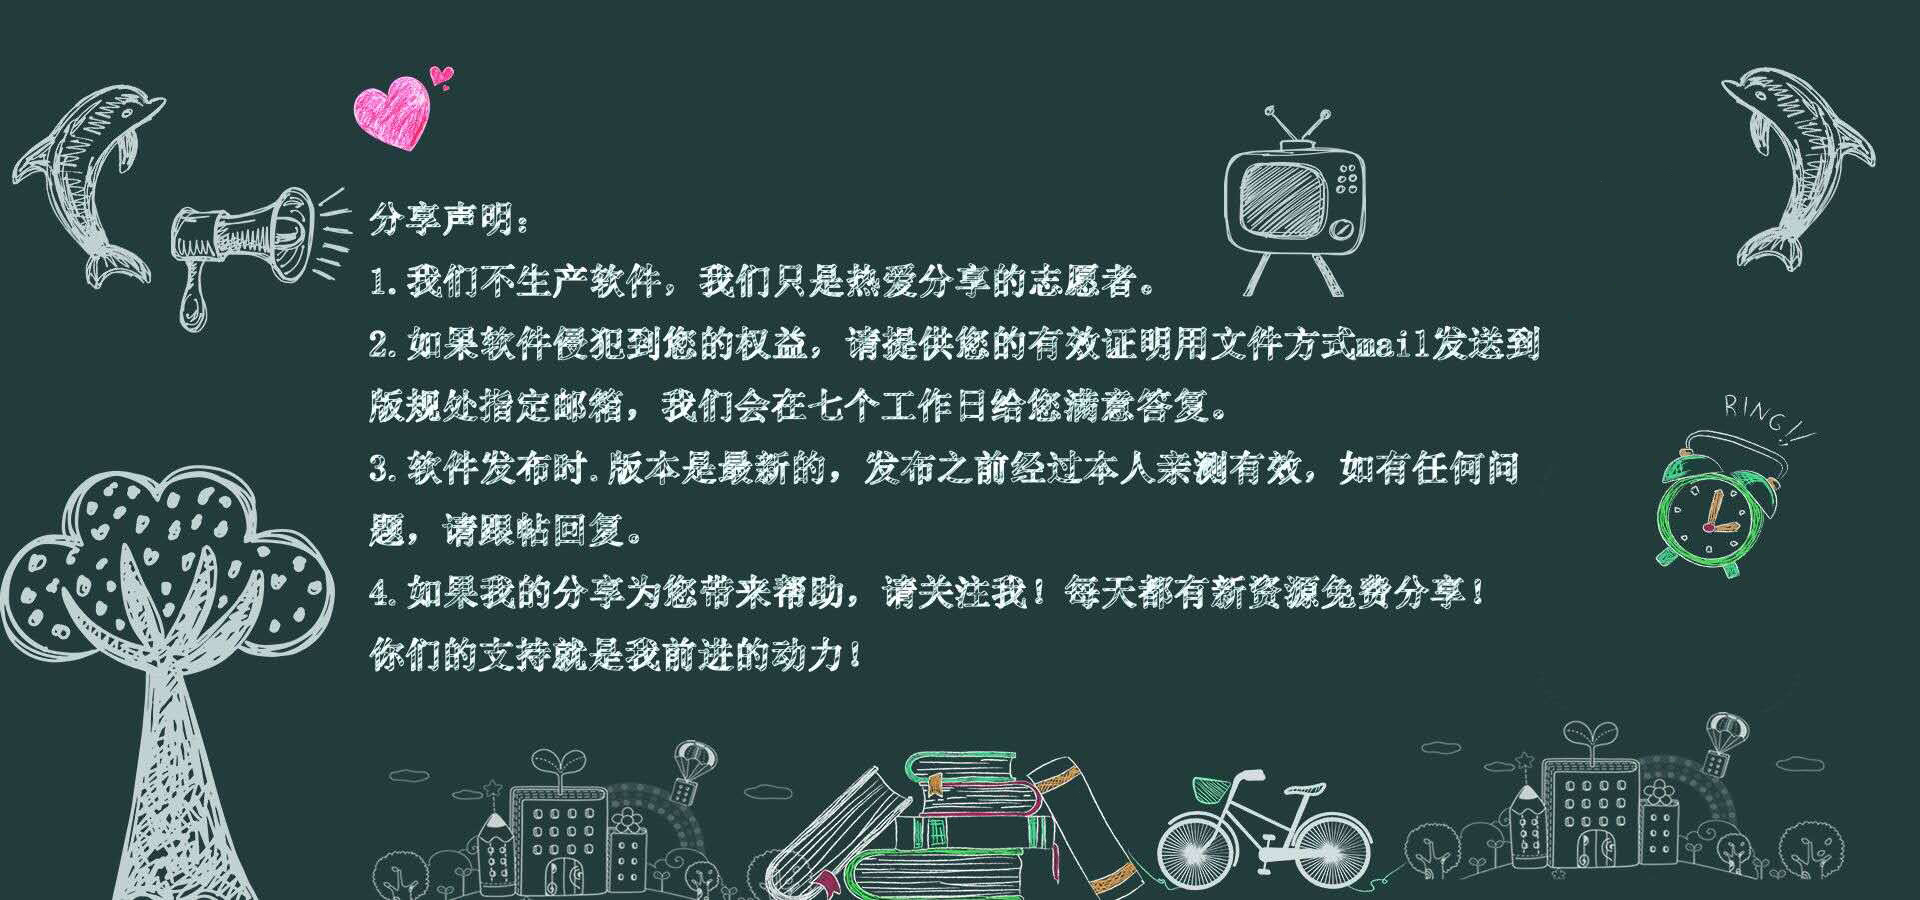 分享声明：
1.我们不生产软件，我们只是热爱分享的志愿者。
2.如果软件侵犯到您的权益，请提供您的有效证明用文件方式mail发送到
版规处指定邮箱，我们会在七个工作日给您满意答复。
RING!!
3.软件发布时.版本是最新的，发布之前经过本人亲测有效，如有任何问
题，请跟帖回复。
4.如果我的分享为您带来帮助，请关注我！每天都有新资源免费分享！
你们的支持就是我前进的动力！